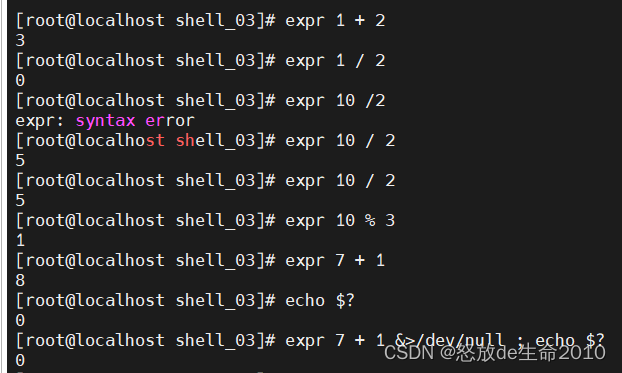 [root@localhost shell_03]# expr 1 + 2
3
[root@localhost shell_03]# expr 1 / 2
0
[root@localhost shell_03]# expr 10 /2
expr: syntax error
[root@localhost shell_03]# expr 10 / 2
5
[root@localhost shell_03]# expr 10 / 2
5
[root@localhost shell_03]# expr 10 % 3
1
[root@localhost shell_03]# expr 7 + 1
8
[root@localhost shell_03]# echo $?
0
[root@localhost shell_03]# expr 7 + 1 &>/dev/null ; echo $?
0
CSDN @怒放de生命2010